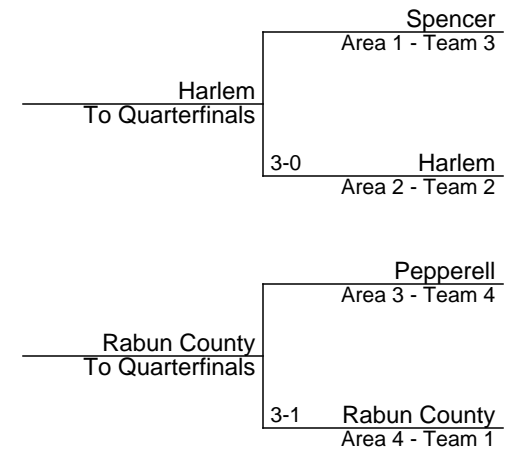 Spencer
Area 1 - Team 3
Harlem
To Quarterfinals
3-0 Harlem
Area 2 - Team 2
Pepperell
Area 3 - Team 4
Rabun County
To Quarterfinals
3-1 Rabun County
Area 4 - Team 1